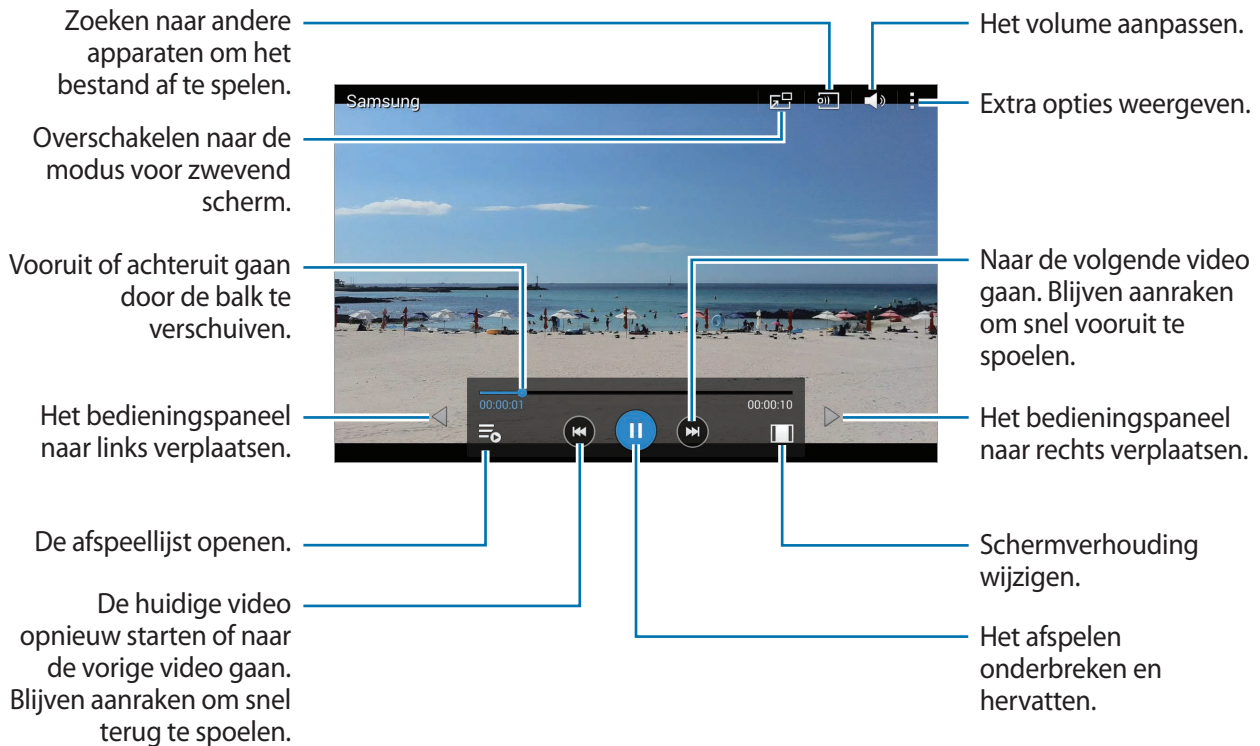 Zoeken naar andere
apparaten om het
bestand af te spelen.
Overschakelen naar de
modus voor zwevend
scherm.
Vooruit of achteruit gaan
door de balk te
verschuiven.
Het bedieningspaneel
naar links verplaatsen.
De afspeellijst openen.
De huidige video
opnieuw starten of naar
de vorige video gaan.
Blijven aanraken om snel
terug te spoelen.
Samsung
00:00:01
00:00:10
Het volume aanpassen.
Extra opties weergeven.
Naar de volgende video
gaan. Blijven aanraken
om snel vooruit te
spoelen.
Het bedieningspaneel
naar rechts verplaatsen.
Schermverhouding
wijzigen.
Het afspelen
onderbreken en
hervatten.